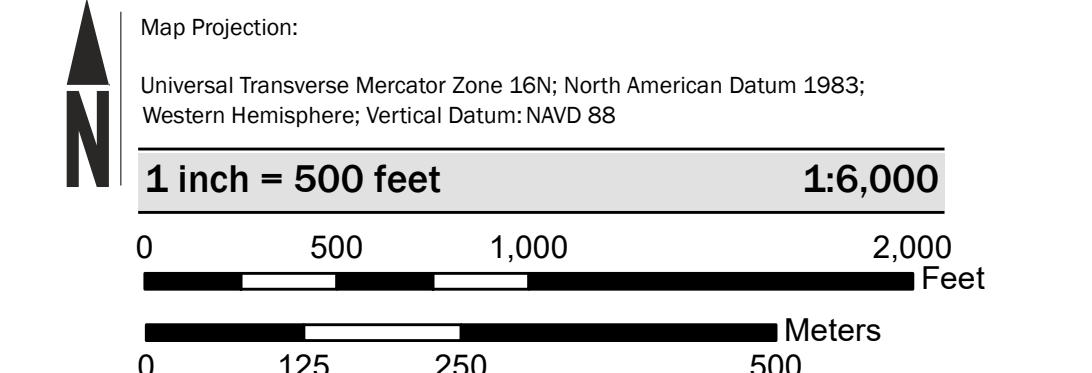 N
Map Projection:
Universal Transverse Mercator Zone 16N; North American Datum 1983;
Western Hemisphere; Vertical Datum: NAVD 88
1 inch = 500 feet 1:6,000
0 500 1,000 2,000
Feet
Meters
0 125 250 500